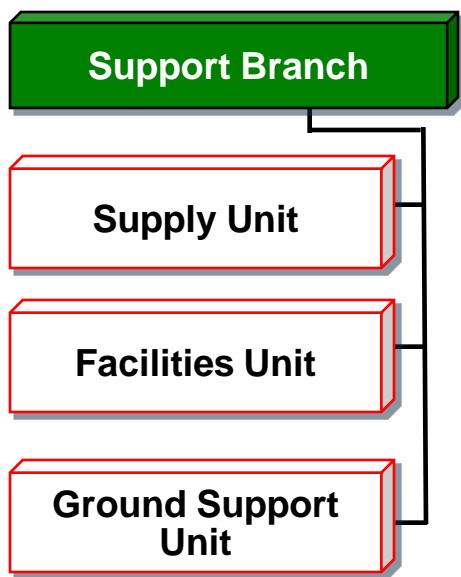 Support Branch
Supply Unit
Facilities Unit
Ground Support
Unit